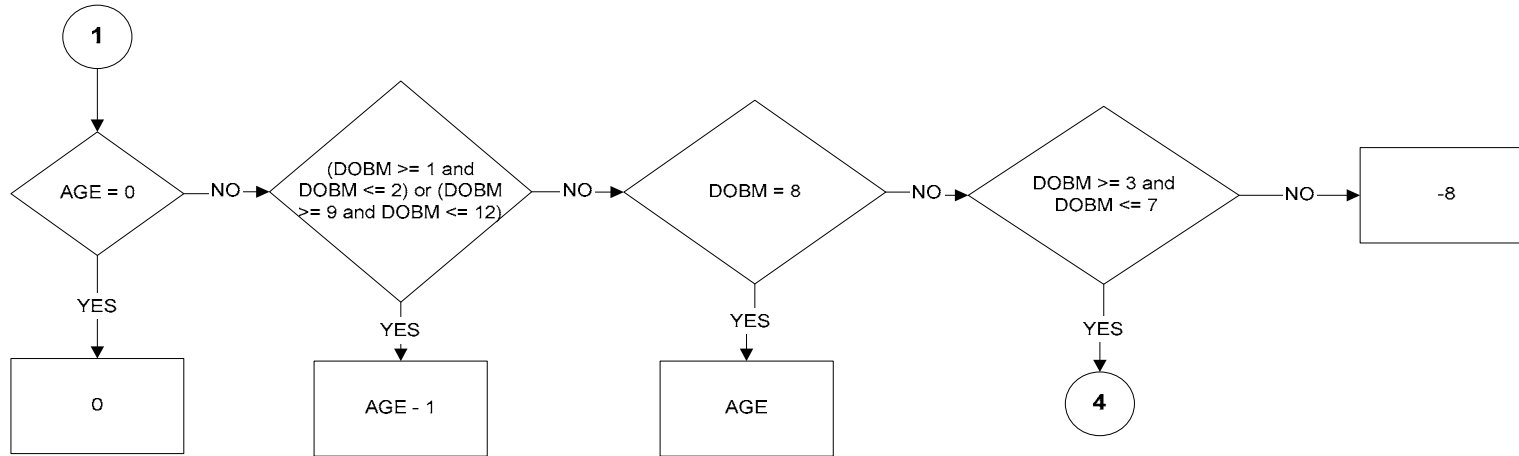 1
AGE = 0
NO
(DOBM >= 1 and
DOBM <= 2) or (DOBM
>= 9 and DOBM <= 12)
NO
DOBM = 8
NO
DOBM >= 3 and
DOBM <= 7
NO
-8
YES
YES
YES
YES
0
AGE - 1
AGE
4